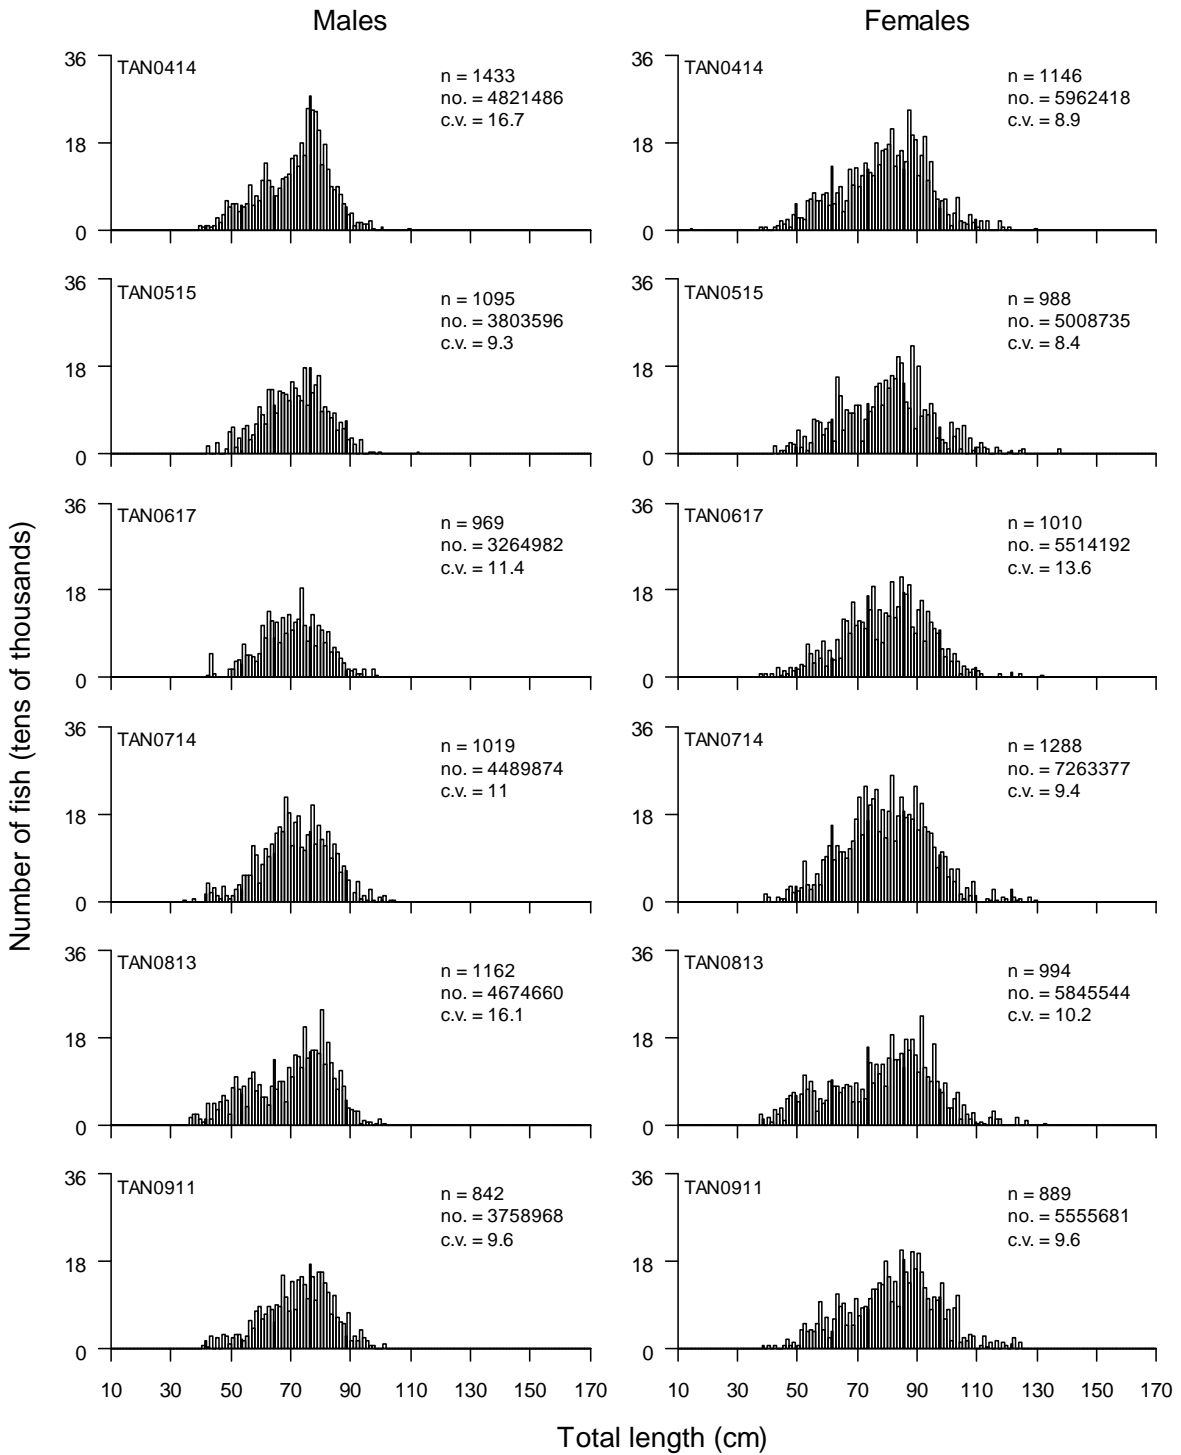 Males
Females
36
TAN0414
n = 1433
no. = 4821486
c.v. = 16.7
18
0
TAN0414
n = 1146
no. = 5962418
c.v. = 8.9
36
18
0
36
TAN0515
n = 1095
no. = 3803596
c.v. = 9.3
18
0
36
TAN0515
n = 988
no. = 5008735
c.v. = 8.4
18
0
36
TAN0617
n = 969
no. = 3264982
c.v. = 11.4
18
0
36
TAN0617
n = 1010
no. = 5514192
c.v. = 13.6
18
0
36
TAN0714
n = 1019
no. = 4489874
c.v. = 11
18
0
36
TAN0714
n = 1288
no. = 7263377
c.v. = 9.4
18
0
36
TAN0813
n = 1162
no. = 4674660
c.v. = 16.1
18
0
36
TAN0813
n = 994
no. = 5845544
c.v. = 10.2
18
0
36
TAN0911
n = 842
no. = 3758968
c.v. = 9.6
18
0
36
TAN0911
n = 889
no. = 5555681
c.v. = 9.6
18
0
10 30 50 70 90 110 130 150 170
10 30 50 70 90 110 130 150 170
Number of fish (tens of thousands)
Total length (cm)